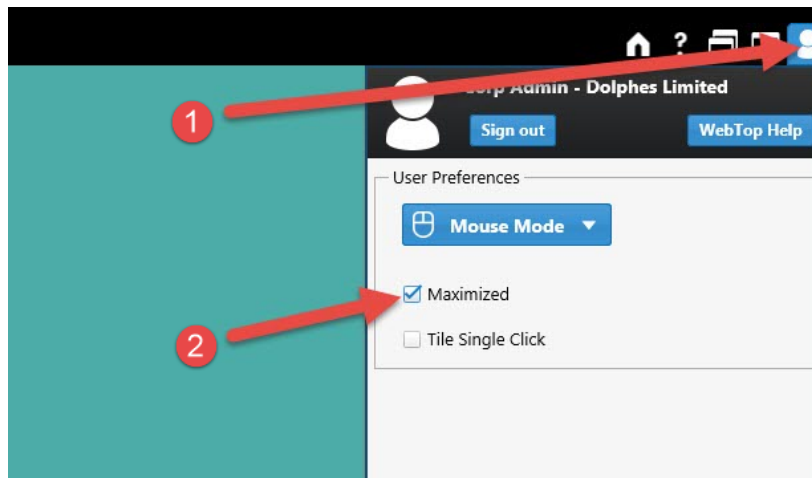 ?
1
Admin - Dolphes Limited
Sign out
WebTop Help
User Preferences
Mouse Mode
Maximized
2
Tile Single Click